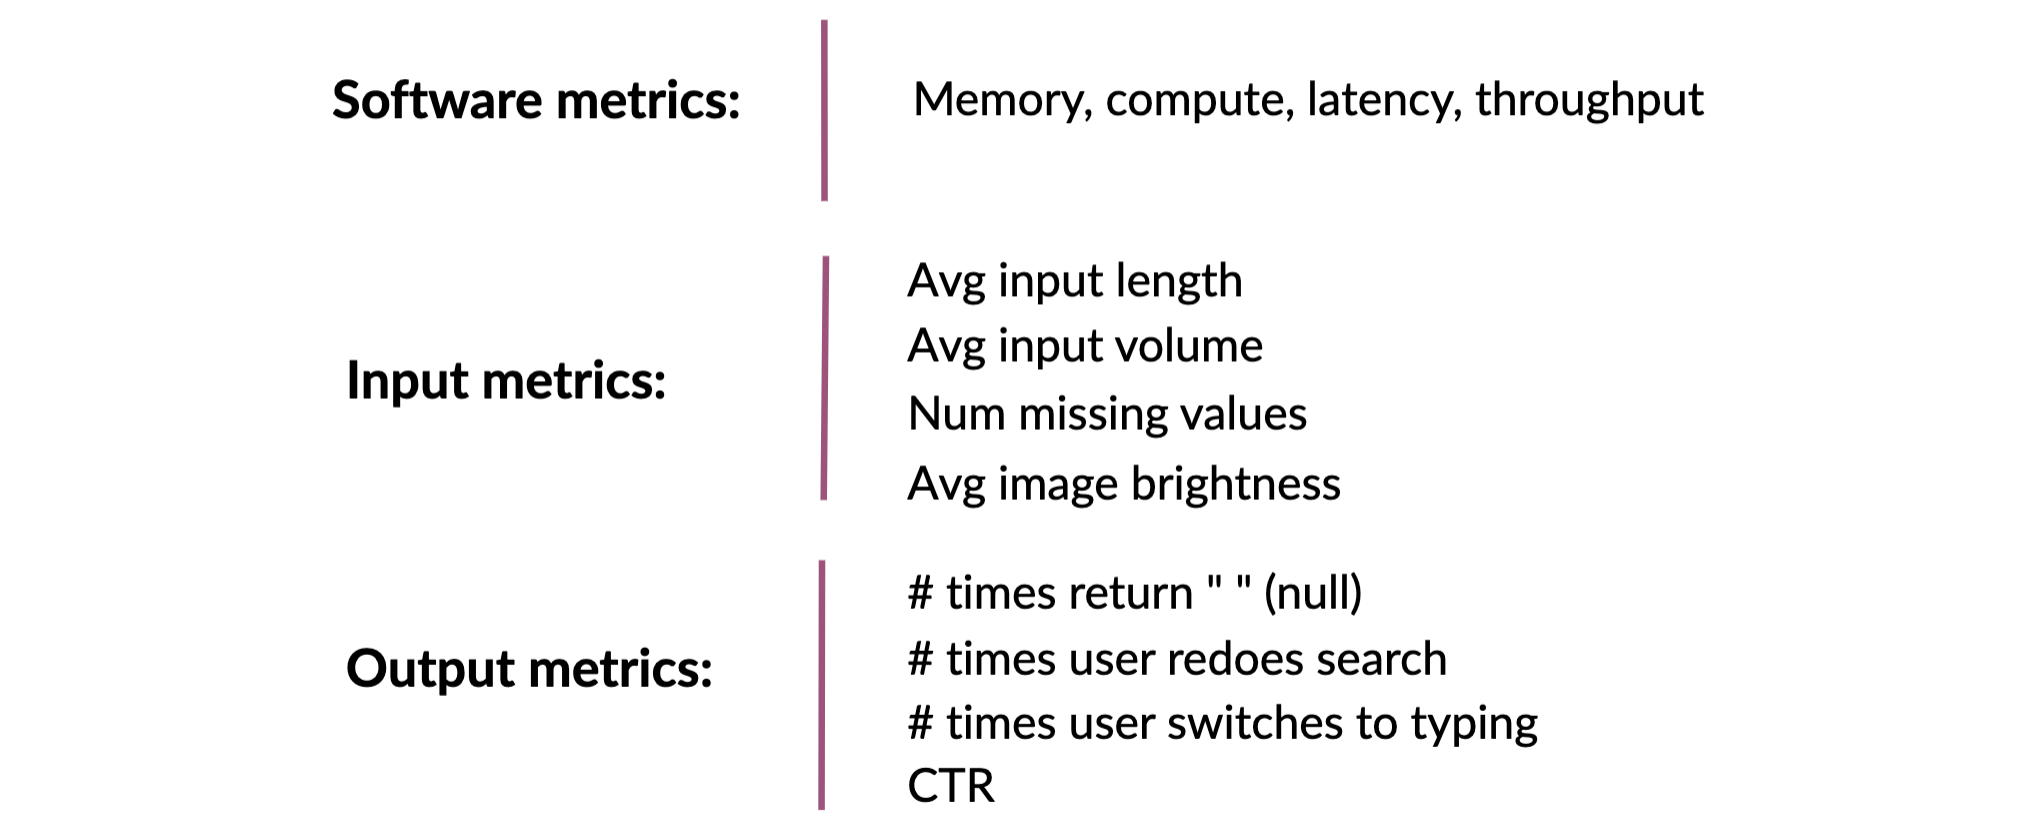 Software metrics:
Memory, compute, latency, throughput
Input metrics:
Avg input length
Avg input volume
Num missing values
Avg image brightness
Output metrics:
# times return " " (null)
# times user redoes search
# times user switches to typing
CTR